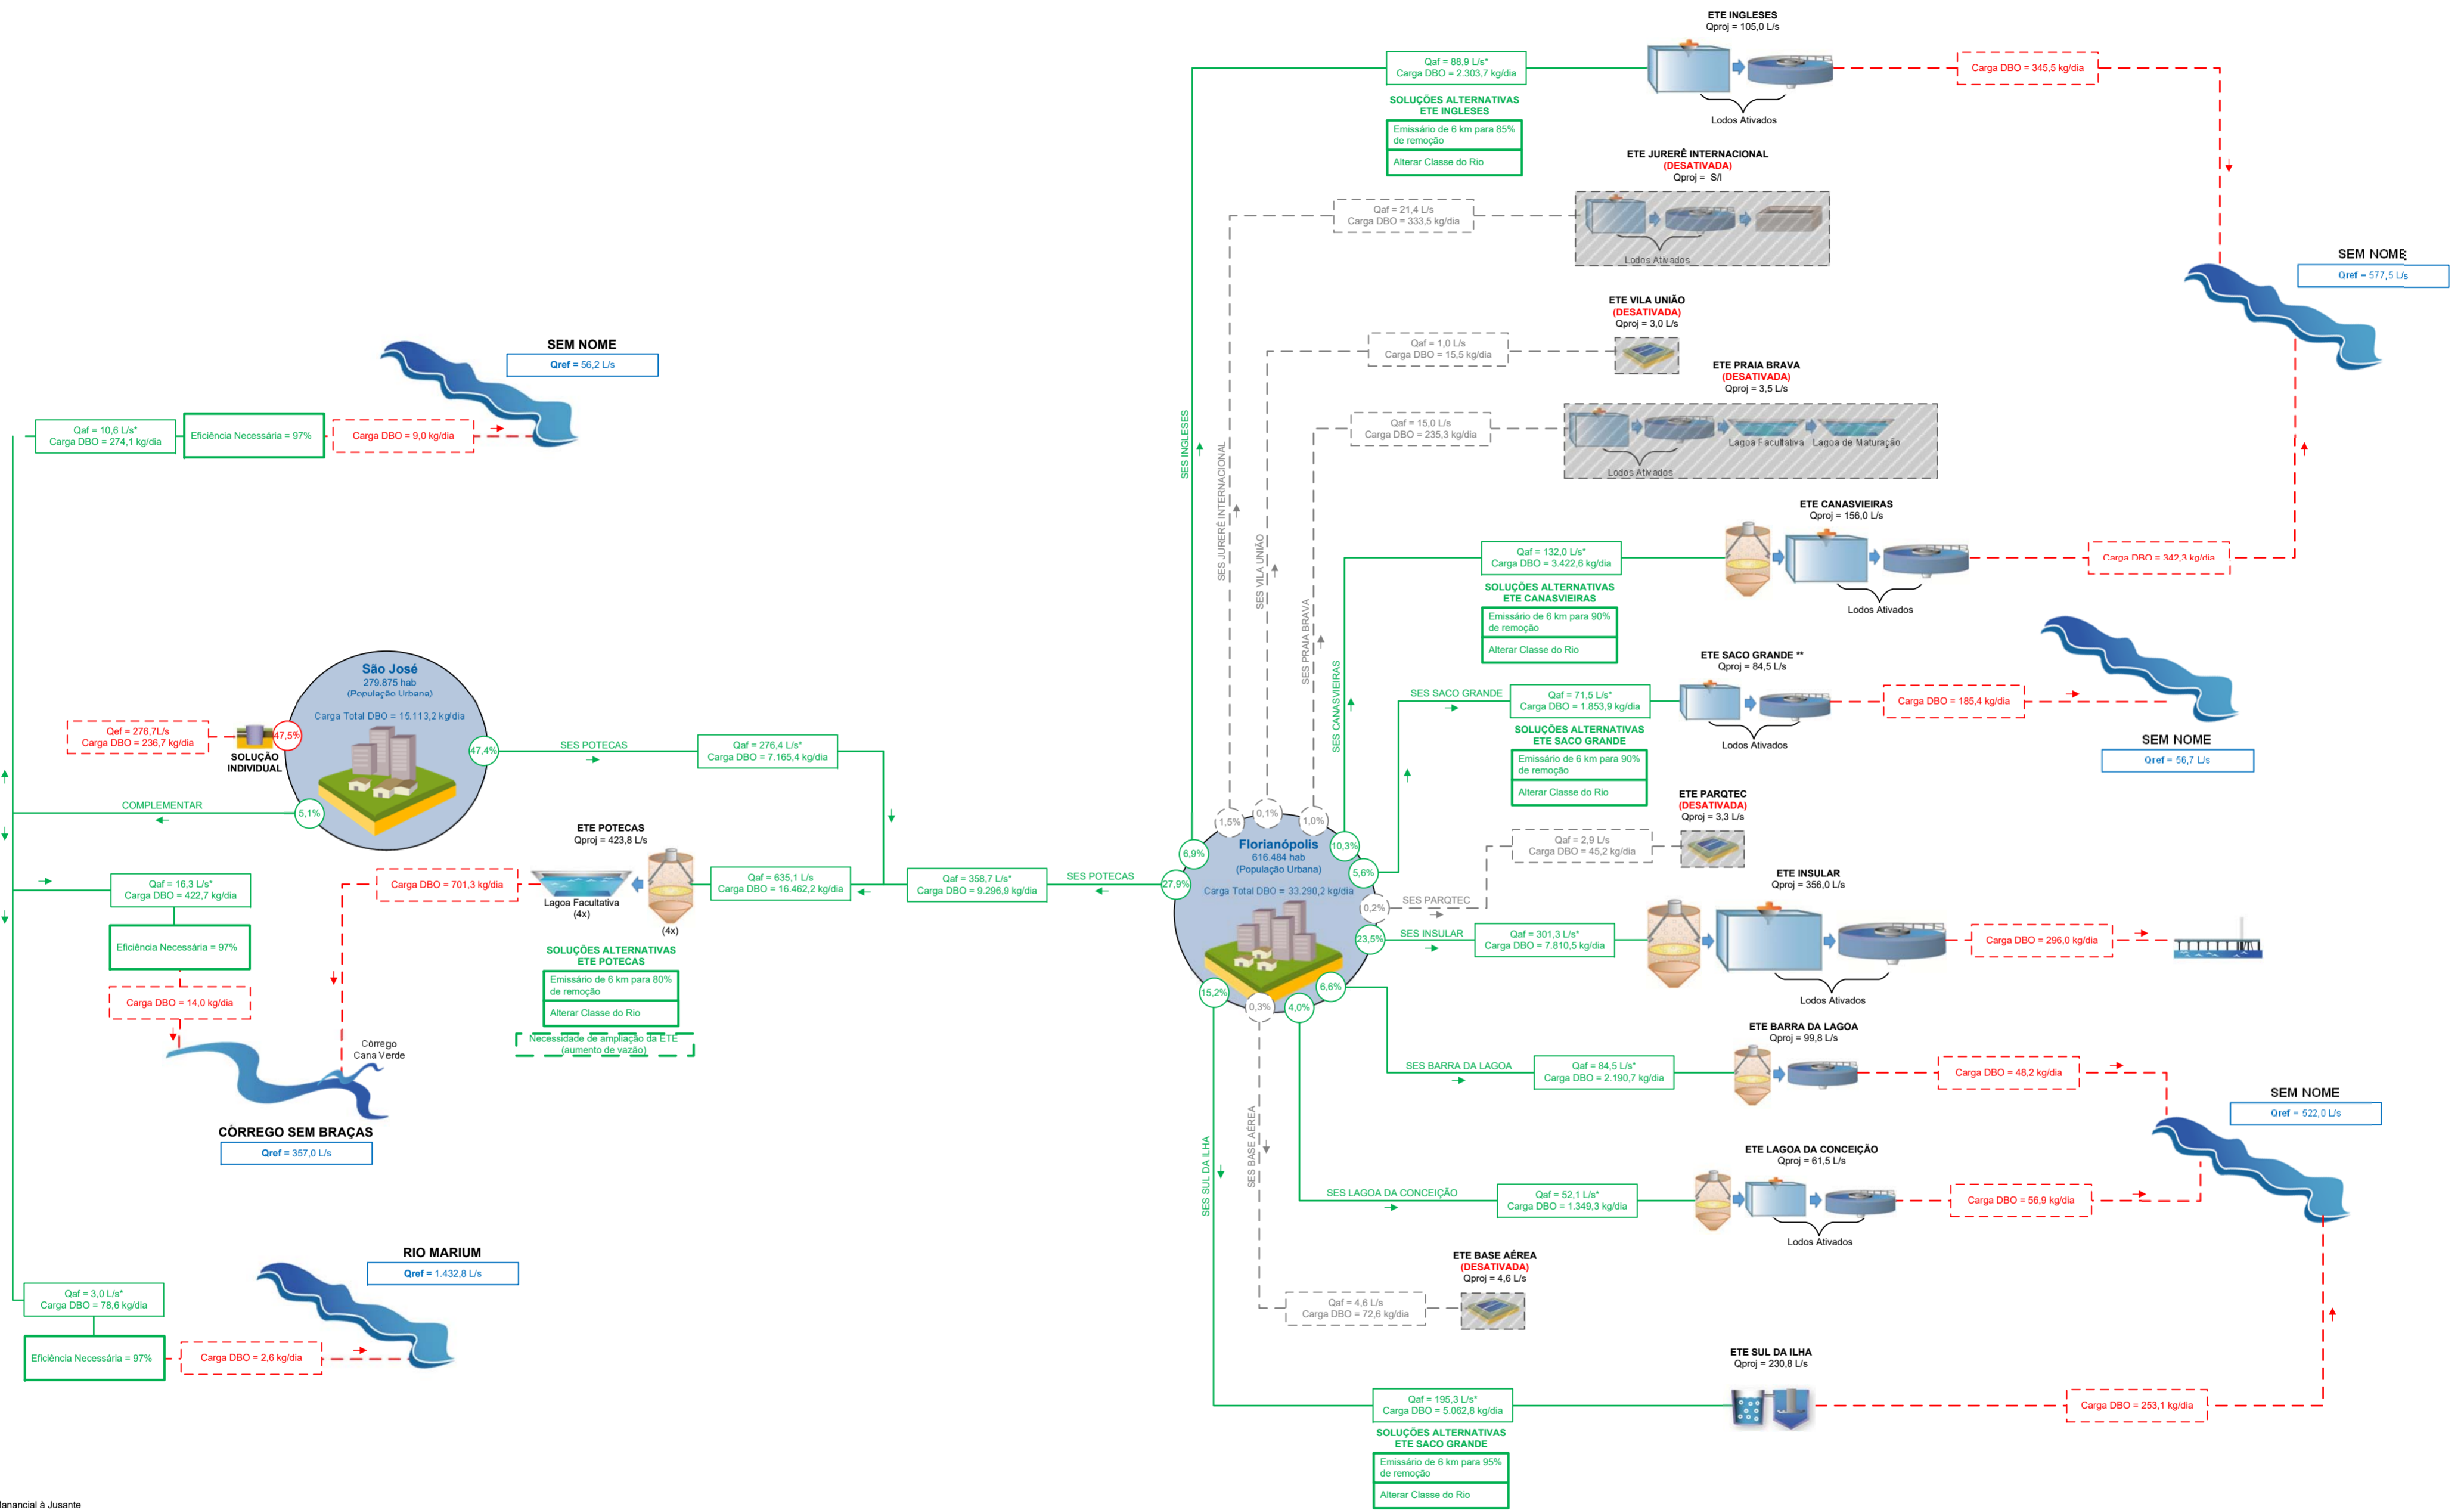 SEM NOME
Qref = 56,2 L/s
Qaf = 10,6 L/s*
Carga DBO = 274,1 kg/dia
Eficiência Necessária = 97%
Carga DBO = 9,0 kg/dia
São José
279.875 hab
(População Urbana)
Carga Total DBO = 15.113,2 kg/dia
47,5%
47,4%
5,1%
Qef = 276,7L/s
Carga DBO = 236,7 kg/dia
SOLUÇÃO
INDIVIDUAL
SES POTECAS
Qaf = 276,4 L/s*
Carga DBO = 7.165,4 kg/dia
COMPLEMENTAR
Qaf = 16,3 L/s*
Carga DBO = 422,7 kg/dia
Eficiência Necessária = 97%
Carga DBO = 14,0 kg/dia
Carga DBO = 701,3 kg/dia
ETE POTECAS
Qproj = 423,8 L/s
Lagoa Facultativa
(4x)
(4x)
Qaf = 635,1 L/s
Carga DBO = 16.462,2 kg/dia
Qaf = 358,7 L/s*
Carga DBO = 9.296,9 kg/dia
SES POTECAS
SOLUÇÕES ALTERNATIVAS
ETE POTECAS
Emissário de 6 km para 80%
de remoção
Alterar Classe do Rio
Necessidade de ampliação da ETE
(aumento de vazão)
Córrego
Cana Verde
CÓRREGO SEM BRAÇAS
Qref = 357,0 L/s
RIO MARIUM
Qref = 1.432,8 L/s
Qaf = 3,0 L/s*
Carga DBO = 78,6 kg/dia
Eficiência Necessária = 97%
Carga DBO = 2,6 kg/dia
Manancial à Jusante
Florianópolis
616.484 hab
(População Urbana)
Carga Total DBO = 33.290,2 kg/dia
27,9%
6,9%
1,5%
0,1%
1,0%
10,3%
5,6%
0,2%
23,5%
6,6%
4,0%
0,3%
15,2%
SES INGLESES
Qaf = 88,9 L/s*
Carga DBO = 2.303,7 kg/dia
SOLUÇÕES ALTERNATIVAS
ETE INGLESES
Emissário de 6 km para 85%
de remoção
Alterar Classe do Rio
ETE INGLESES
Qproj = 105,0 L/s
Lodos Ativados
Carga DBO = 345,5 kg/dia
SES JURERÊ INTERNACIONAL
Qaf = 21,4 L/s
Carga DBO = 333,5 kg/dia
ETE JURERÊ INTERNACIONAL
(DESATIVADA)
Qproj = S/I
Lodos Ativados
SES VILA UNIÃO
Qaf = 1,0 L/s
Carga DBO = 15,5 kg/dia
ETE VILA UNIÃO
(DESATIVADA)
Qproj = 3,0 L/s
SES PRAIA BRAVA
Qaf = 15,0 L/s
Carga DBO = 235,3 kg/dia
ETE PRAIA BRAVA
(DESATIVADA)
Qproj = 3,5 L/s
Lodos Ativados
Lagoa Facultativa
Lagoa de Maturação
SEM NOME
Qref = 577,5 L/s
SES CANASVIEIRAS
Qaf = 132,0 L/s*
Carga DBO = 3.422,6 kg/dia
SOLUÇÕES ALTERNATIVAS
ETE CANASVIEIRAS
Emissário de 6 km para 90%
de remoção
Alterar Classe do Rio
ETE CANASVIEIRAS
Qproj = 156,0 L/s
Lodos Ativados
Carga DBO = 342,3 kg/dia
SES SACO GRANDE
Qaf = 71,5 L/s*
Carga DBO = 1.853,9 kg/dia
SOLUÇÕES ALTERNATIVAS
ETE SACO GRANDE
Emissário de 6 km para 90%
de remoção
Alterar Classe do Rio
ETE SACO GRANDE **
Qproj = 84,5 L/s
Lodos Ativados
Carga DBO = 185,4 kg/dia
SEM NOME
Qref = 56,7 L/s
SES PARQTEC
Qaf = 2,9 L/s
Carga DBO = 45,2 kg/dia
ETE PARQTEC
(DESATIVADA)
Qproj = 3,3 L/s
SES INSULAR
Qaf = 301,3 L/s*
Carga DBO = 7.810,5 kg/dia
ETE INSULAR
Qproj = 356,0 L/s
Lodos Ativados
Carga DBO = 296,0 kg/dia
SES BARRA DA LAGOA
Qaf = 84,5 L/s*
Carga DBO = 2.190,7 kg/dia
ETE BARRA DA LAGOA
Qproj = 99,8 L/s
Carga DBO = 48,2 kg/dia
SEM NOME
Qref = 522,0 L/s
SES LAGOA DA CONCEIÇÃO
Qaf = 52,1 L/s*
Carga DBO = 1.349,3 kg/dia
ETE LAGOA DA CONCEIÇÃO
Qproj = 61,5 L/s
Lodos Ativados
Carga DBO = 56,9 kg/dia
SES BASE AÉREA
Qaf = 4,6 L/s
Carga DBO = 72,6 kg/dia
ETE BASE AÉREA
(DESATIVADA)
Qproj = 4,6 L/s
SES SUL DA ILHA
Qaf = 195,3 L/s*
Carga DBO = 5.062,8 kg/dia
SOLUÇÕES ALTERNATIVAS
ETE SACO GRANDE
Emissário de 6 km para 95%
de remoção
Alterar Classe do Rio
ETE SUL DA ILHA
Qproj = 230,8 L/s
Carga DBO = 253,1 kg/dia